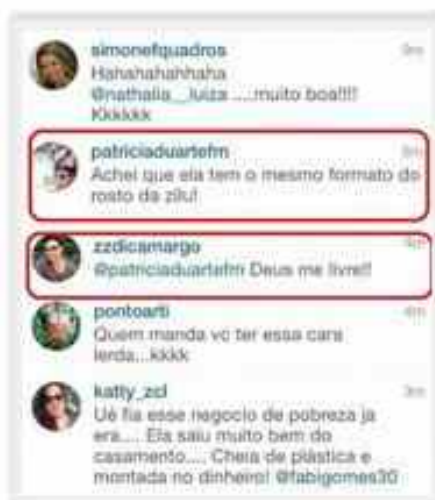 simonefquadros
Hahahahahhaha
@nathalia__luiza ....muito boa!!!!
Kkkkkk
patriciaduartefm
Achei que ela tem o mesmo formato do
rosto da zilu!
zzdicamargo
@patriciaduartefm Deus me livre!!
pontoarti
4m
Quem manda vc ter essa cara
lerda...kkkk
katty_zcl
3m
Ué fia esse negocio de pobreza ja
era.... Ela saiu muito bem do
casamento.... Cheia de plástica e
montada no dinheiro! @fabigomes30